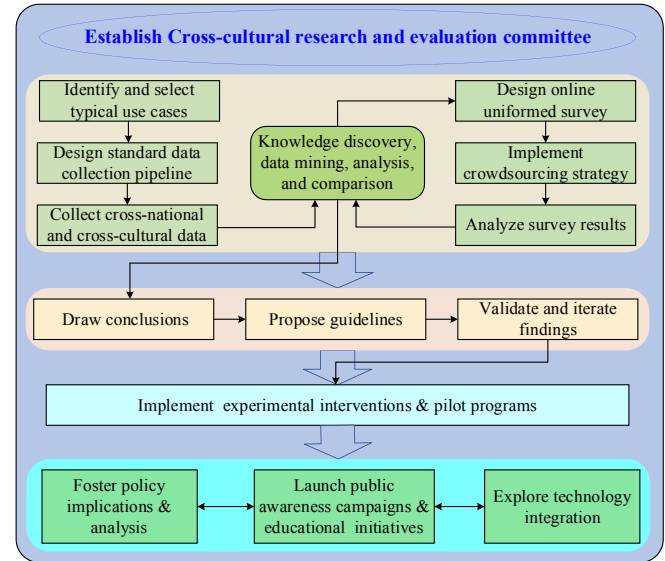 Establish Cross-cultural research and evaluation committee
Identify and select
typical use cases
Design standard data
collection pipeline
Collect cross-national
and cross-cultural data
Knowledge discovery,
data mining, analysis,
and comparison
Design online
uniformed survey
Implement
crowdsourcing strategy
Analyze survey results
Draw conclusions
Propose guidelines
Validate and iterate
findings
Implement experimental interventions & pilot programs
Foster policy
implications &
analysis
Launch public
awareness campaigns &
educational initiatives
Explore technology
integration